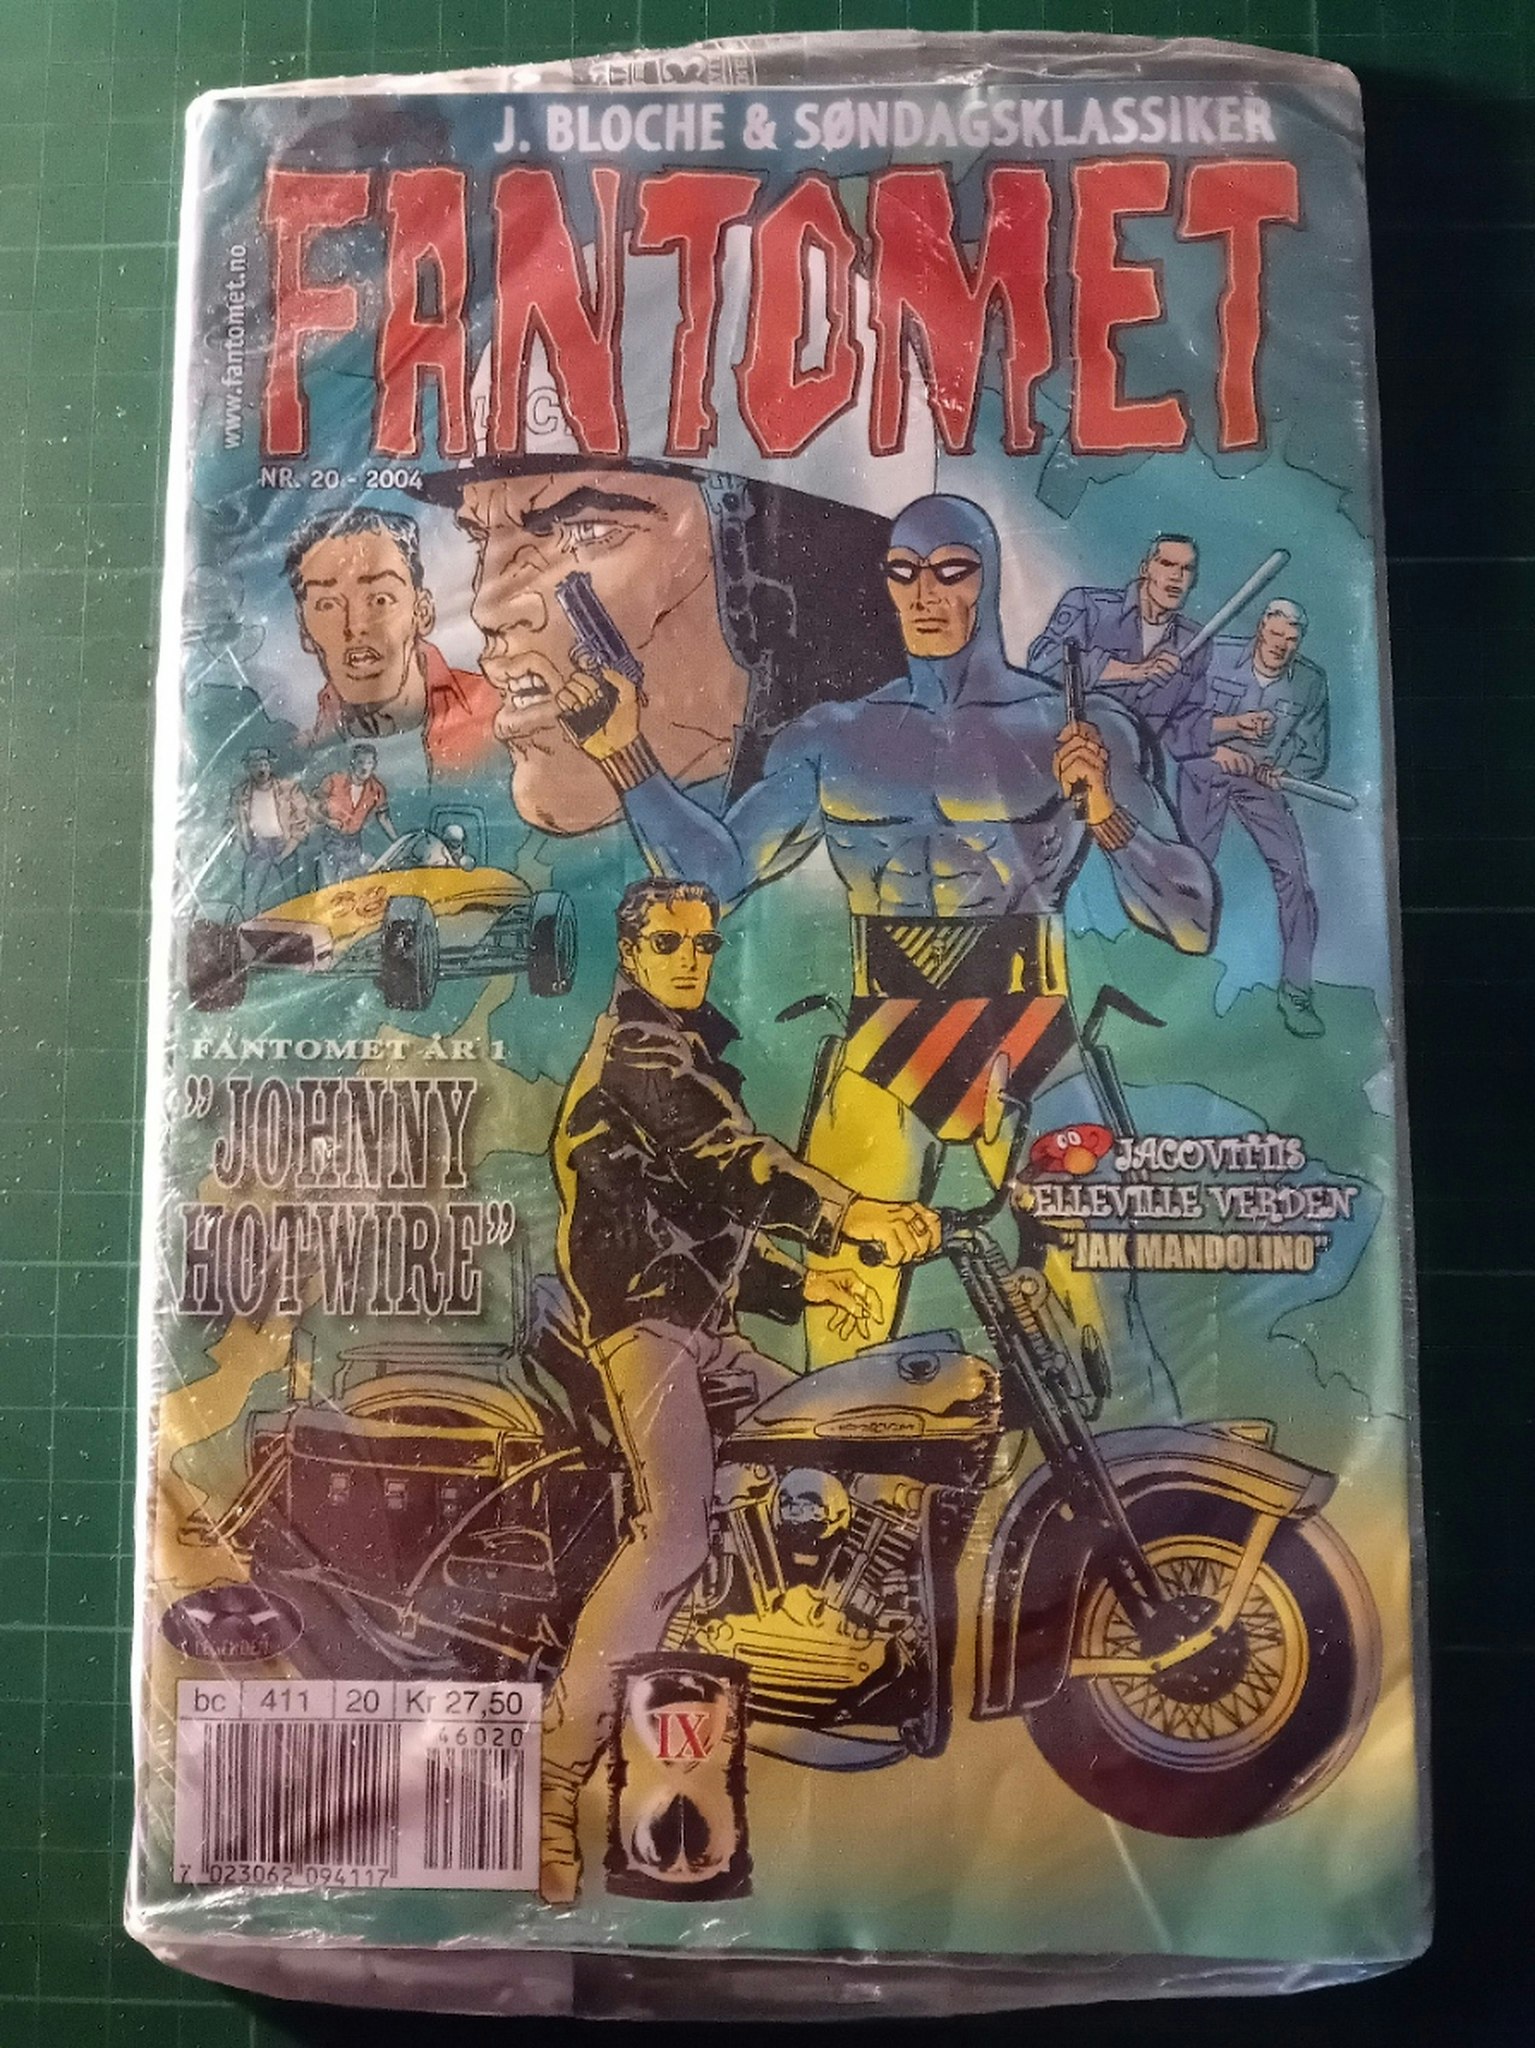 J. BLOCHE & SØNDAGSKLASSIKER
FANTOMET
www.fantomet.no
NR. 20 - 2004
FANTOMET ÅR 1
"JOHNNY
HOTWIRE"
JACOVITTIS
ELLEVILLE VERDEN
"JAK MANDOLINO"
bc 411 20 Kr 27,50
46020
IX
7 023062 094117